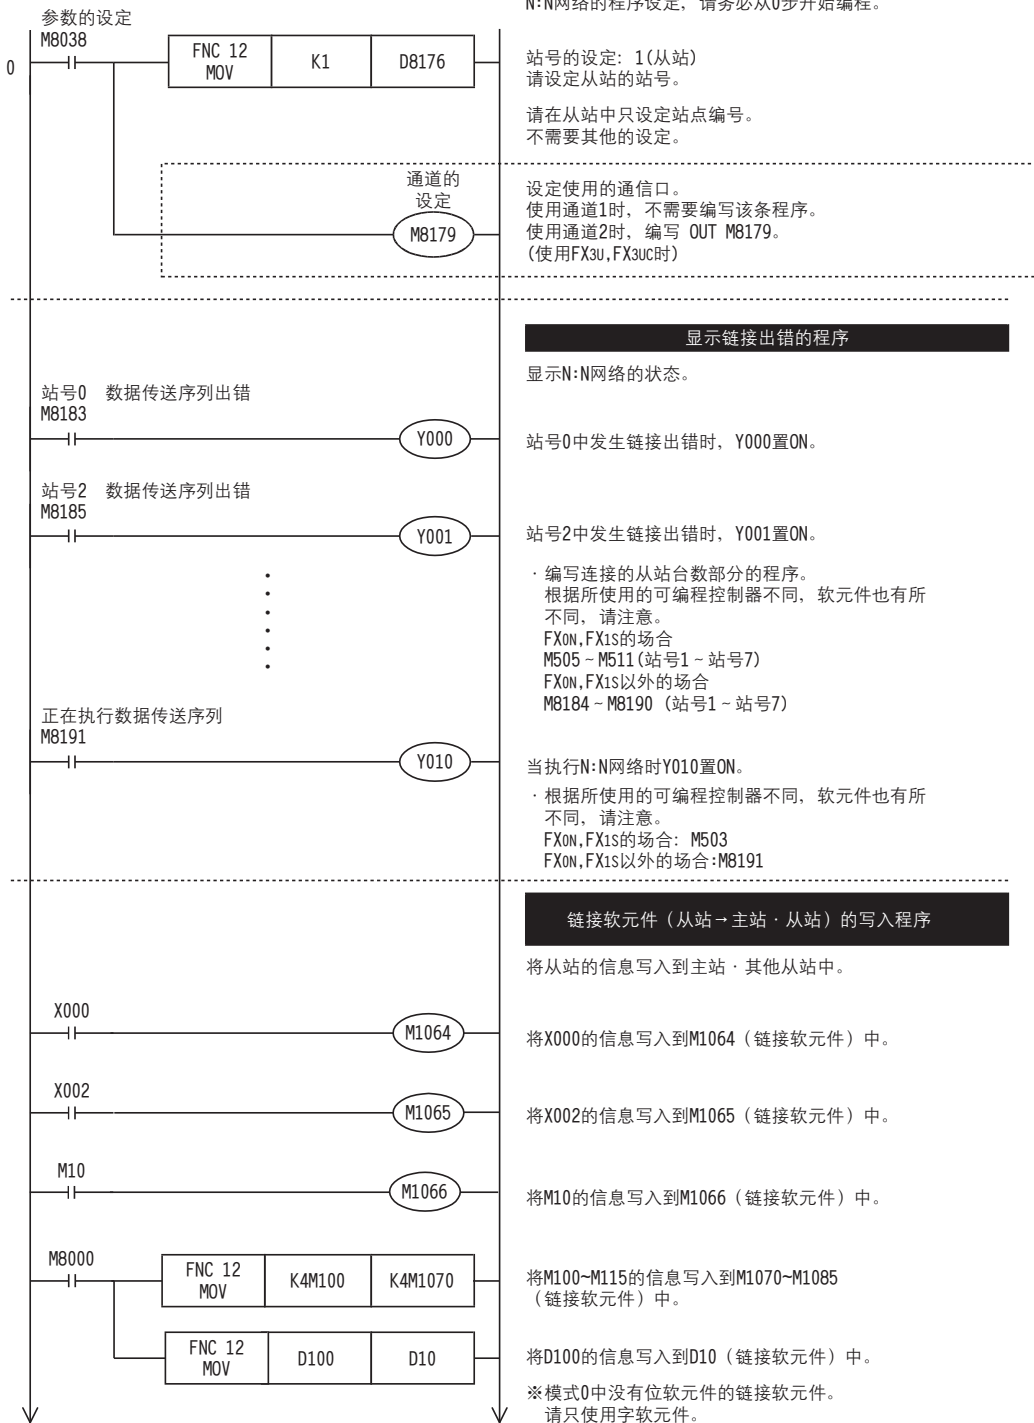 N:N网络的程序设定, 请务必从0步开始编程。
参数的设定
M8038
0
FNC 12
MOV
K1
D8176
站号的设定: 1(从站)
请设定从站的站号。
请在从站中只设定站点编号。
不需要其他的设定。
通道的
设定
M8179
设定使用的通信口。
使用通道1时, 不需要编写该条程序。
使用通道2时, 编写 OUT M8179。
(使用FX3U,FX3UC时)
显示链接出错的程序
显示N:N网络的状态。
站号0 数据传送序列出错
M8183
Y000
站号0中发生链接出错时, Y000置ON。
站号2 数据传送序列出错
M8185
Y001
站号2中发生链接出错时, Y001置ON。
·编写连接的从站台数部分的程序。
根据所使用的可编程控制器不同, 软元件也有所
不同, 请注意。
FX0N,FX1S的场合
M505~M511(站号1~站号7)
FX0N,FX1S以外的场合
M8184~M8190 (站号1~站号7)
正在执行数据传送序列
M8191
Y010
当执行N:N网络时Y010置ON。
·根据所使用的可编程控制器不同, 软元件也有所
不同, 请注意。
FX0N,FX1S的场合: M503
FX0N,FX1S以外的场合:M8191
链接软元件（从站→主站·从站）的写入程序
将从站的信息写入到主站·其他从站中。
X000
M1064
将X000的信息写入到M1064（链接软元件）中。
X002
M1065
将X002的信息写入到M1065（链接软元件）中。
M10
M1066
将M10的信息写入到M1066（链接软元件）中。
M8000
FNC 12
MOV
K4M100
K4M1070
将M100~M115的信息写入到M1070~M1085
（链接软元件）中。
FNC 12
MOV
D100
D10
将D100的信息写入到D10（链接软元件）中。
※模式0中没有位软元件的链接软元件。
请只使用字软元件。